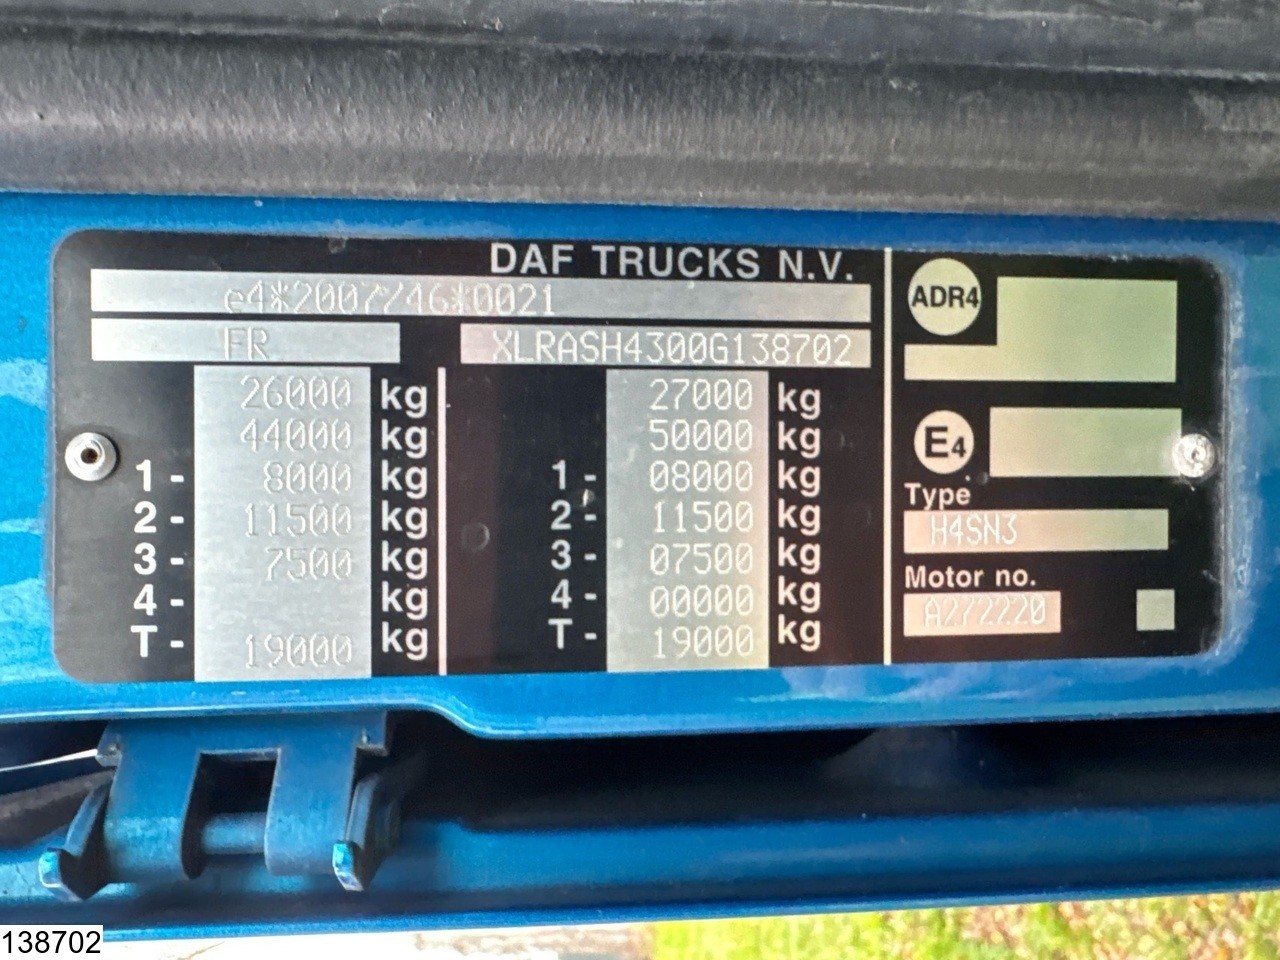 DAF TRUCKS N.V.
e4*2007/46*0021
FR XLRASH4300G138702
26000 kg 27000 kg
44000 kg 50000 kg
1- 8000 kg 1- 08000 kg
2- 11500 kg 2- 11500 kg
3- 7500 kg 3- 07500 kg
4- kg 4- 00000 kg
T- 19000 kg T- 19000 kg
ADR4
E4
Type
H4SN3
Motor no.
A272220
138702